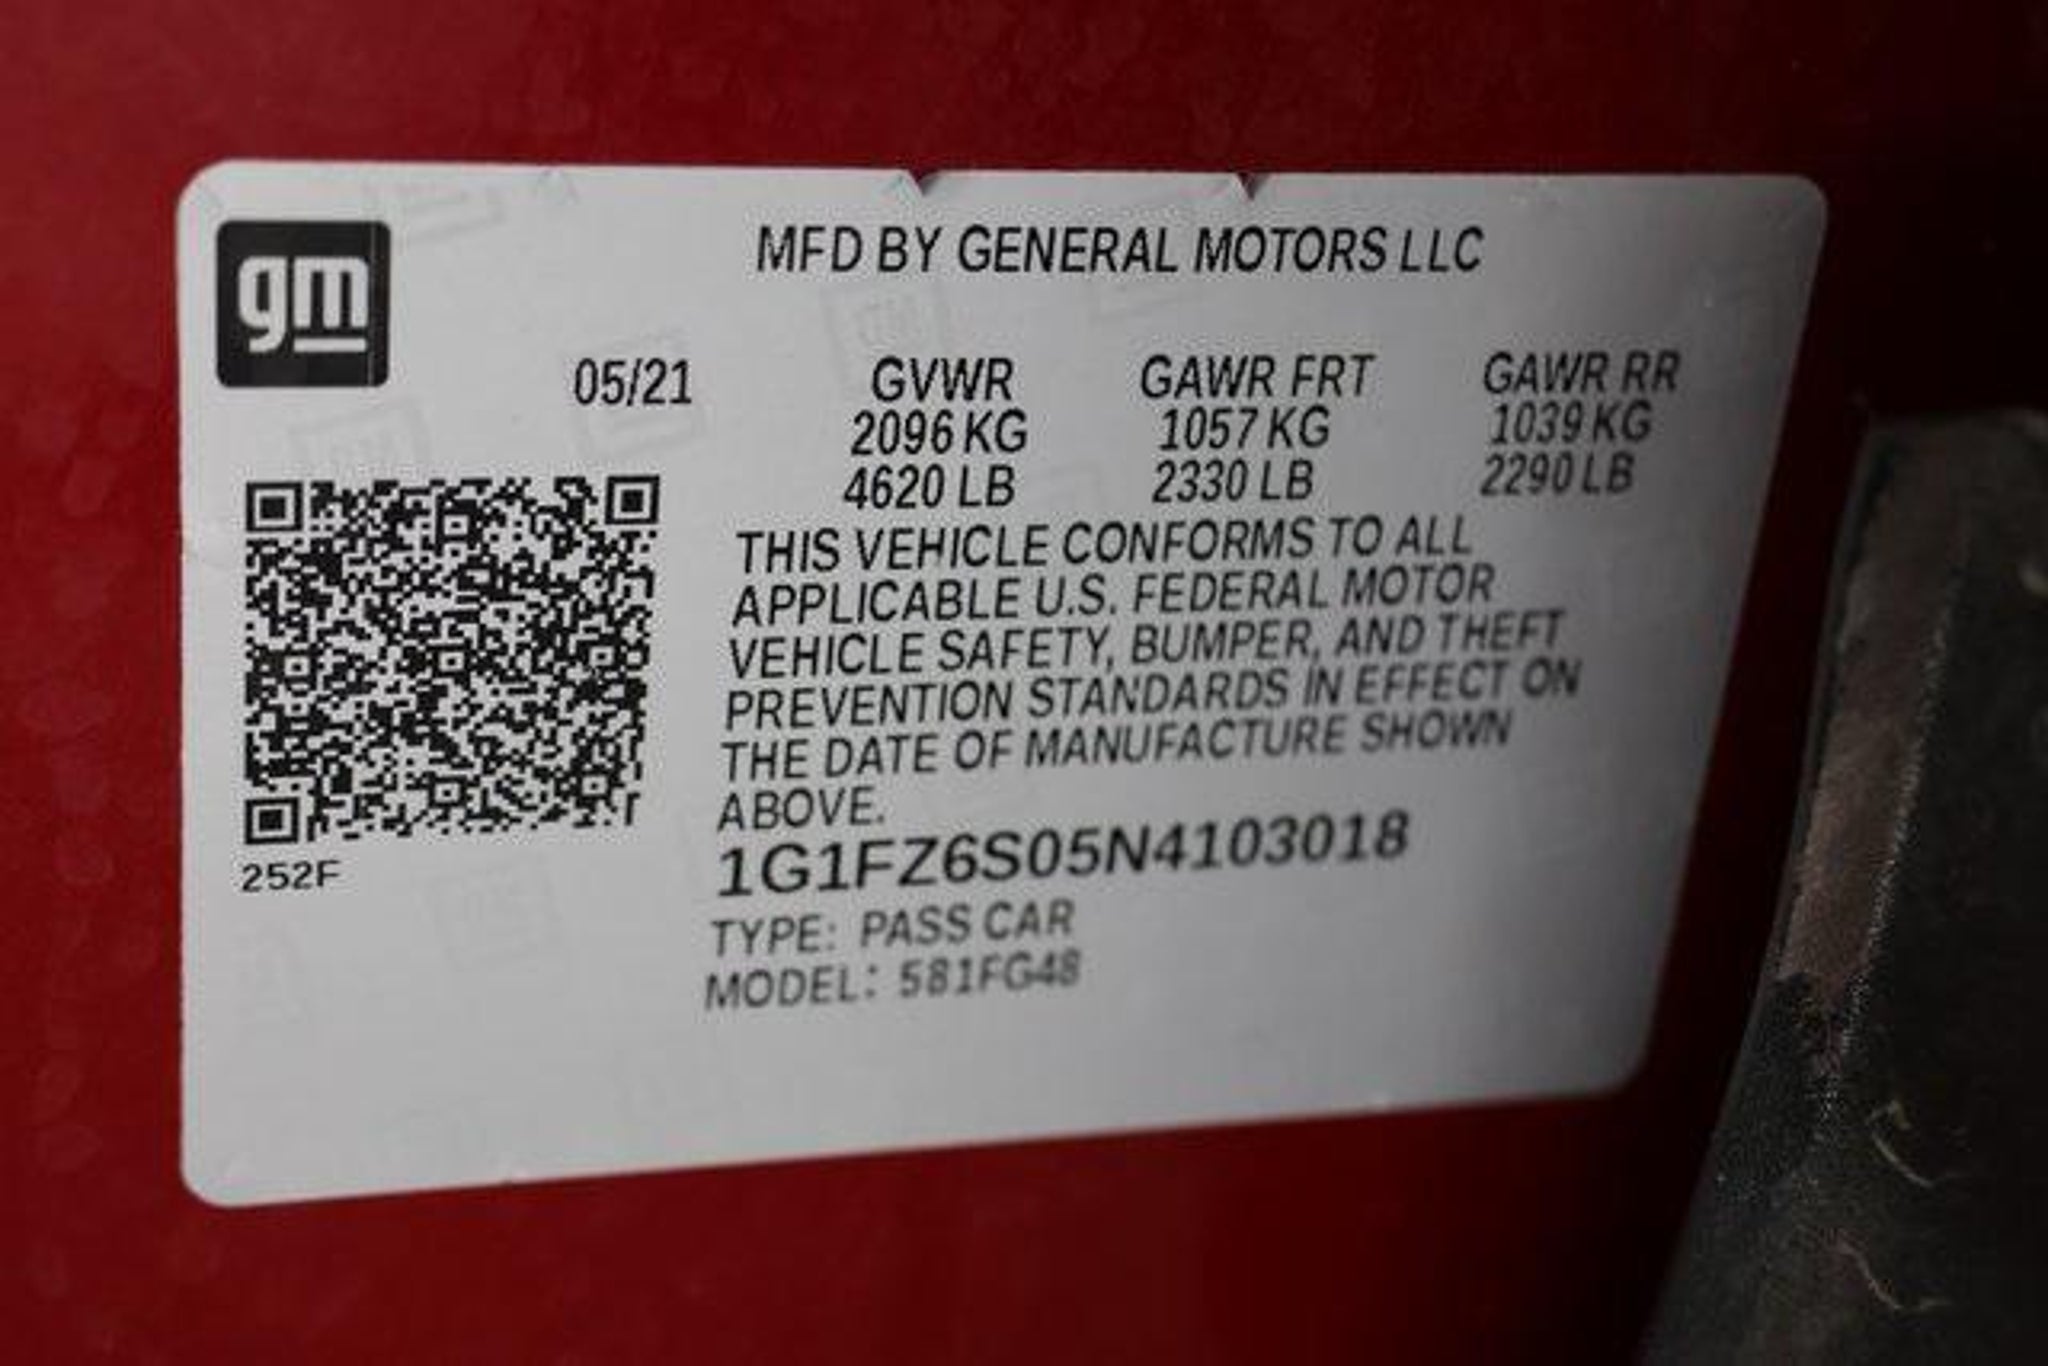 gm
MFD BY GENERAL MOTORS LLC
05/21 GVWR GAWR FRT GAWR RR
2096 KG 1057 KG 1039 KG
4620 LB 2330 LB 2290 LB
THIS VEHICLE CONFORMS TO ALL
APPLICABLE U.S. FEDERAL MOTOR
VEHICLE SAFETY, BUMPER, AND THEFT
PREVENTION STANDARDS IN EFFECT ON
THE DATE OF MANUFACTURE SHOWN
ABOVE.
252F
1G1FZ6S05N4103018
TYPE: PASS CAR
MODEL: 581FG48